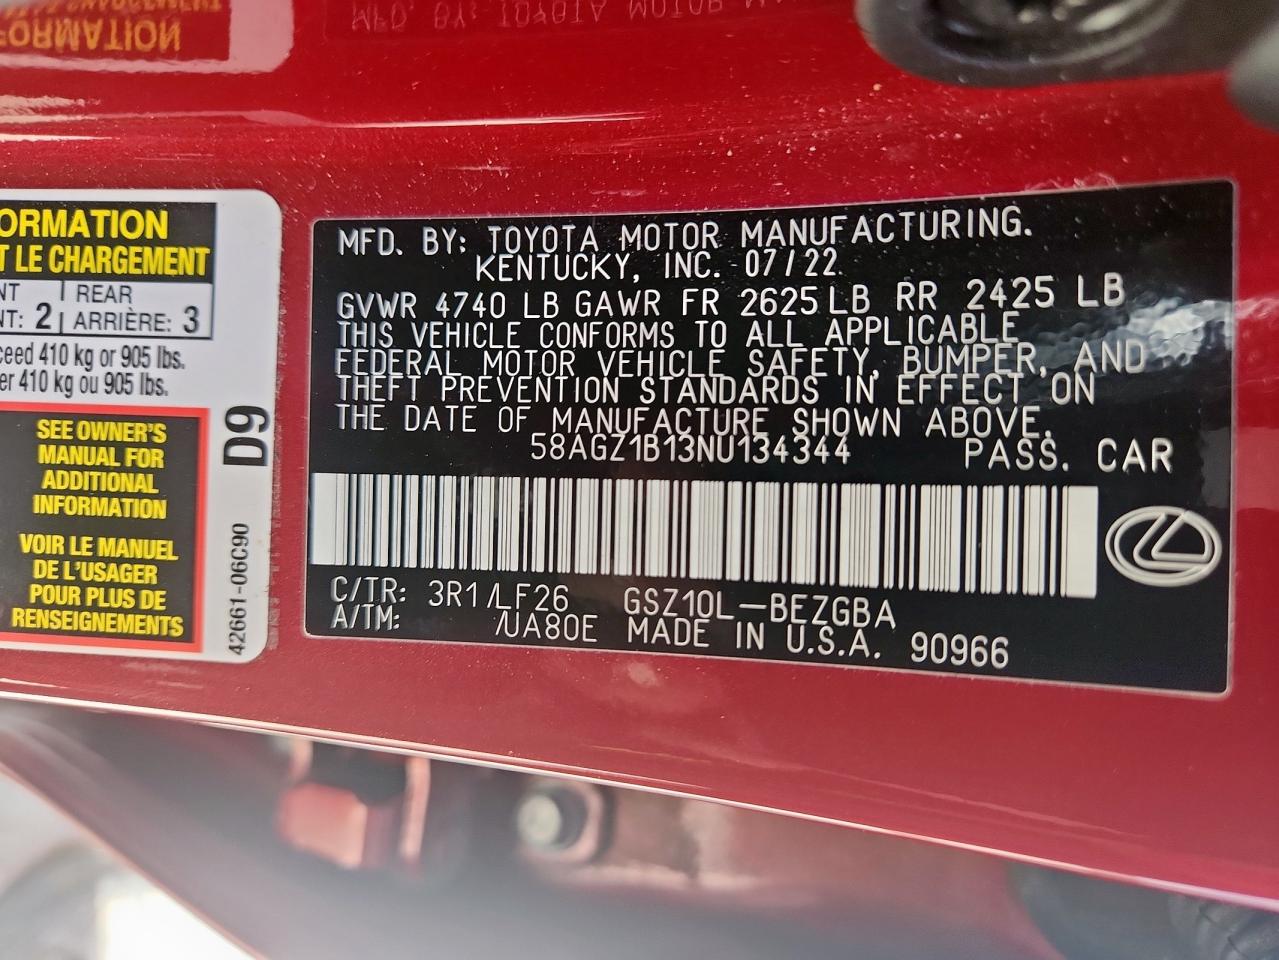 ORMATION
T LE CHARGEMENT
NT REAR
NT: 2 ARRIÈRE: 3
ceed 410 kg or 905 lbs.
er 410 kg ou 905 lbs.
SEE OWNER'S
MANUAL FOR
ADDITIONAL
INFORMATION
VOIR LE MANUEL
DE L'USAGER
POUR PLUS DE
RENSEIGNEMENTS
D9
42661-06C90
MFD. BY: TOYOTA MOTOR MANUFACTURING.
KENTUCKY, INC. 07/22
GVWR 4740 LB GAWR FR 2625 LB RR 2425 LB
THIS VEHICLE CONFORMS TO ALL APPLICABLE
FEDERAL MOTOR VEHICLE SAFETY, BUMPER, AND
THEFT PREVENTION STANDARDS IN EFFECT ON
THE DATE OF MANUFACTURE SHOWN ABOVE.
58AGZ1B13NU134344 PASS. CAR
C/TR: 3R1/LF26 GSZ10L-BEZGBA
A/TM: /UA80E MADE IN U.S.A. 90966